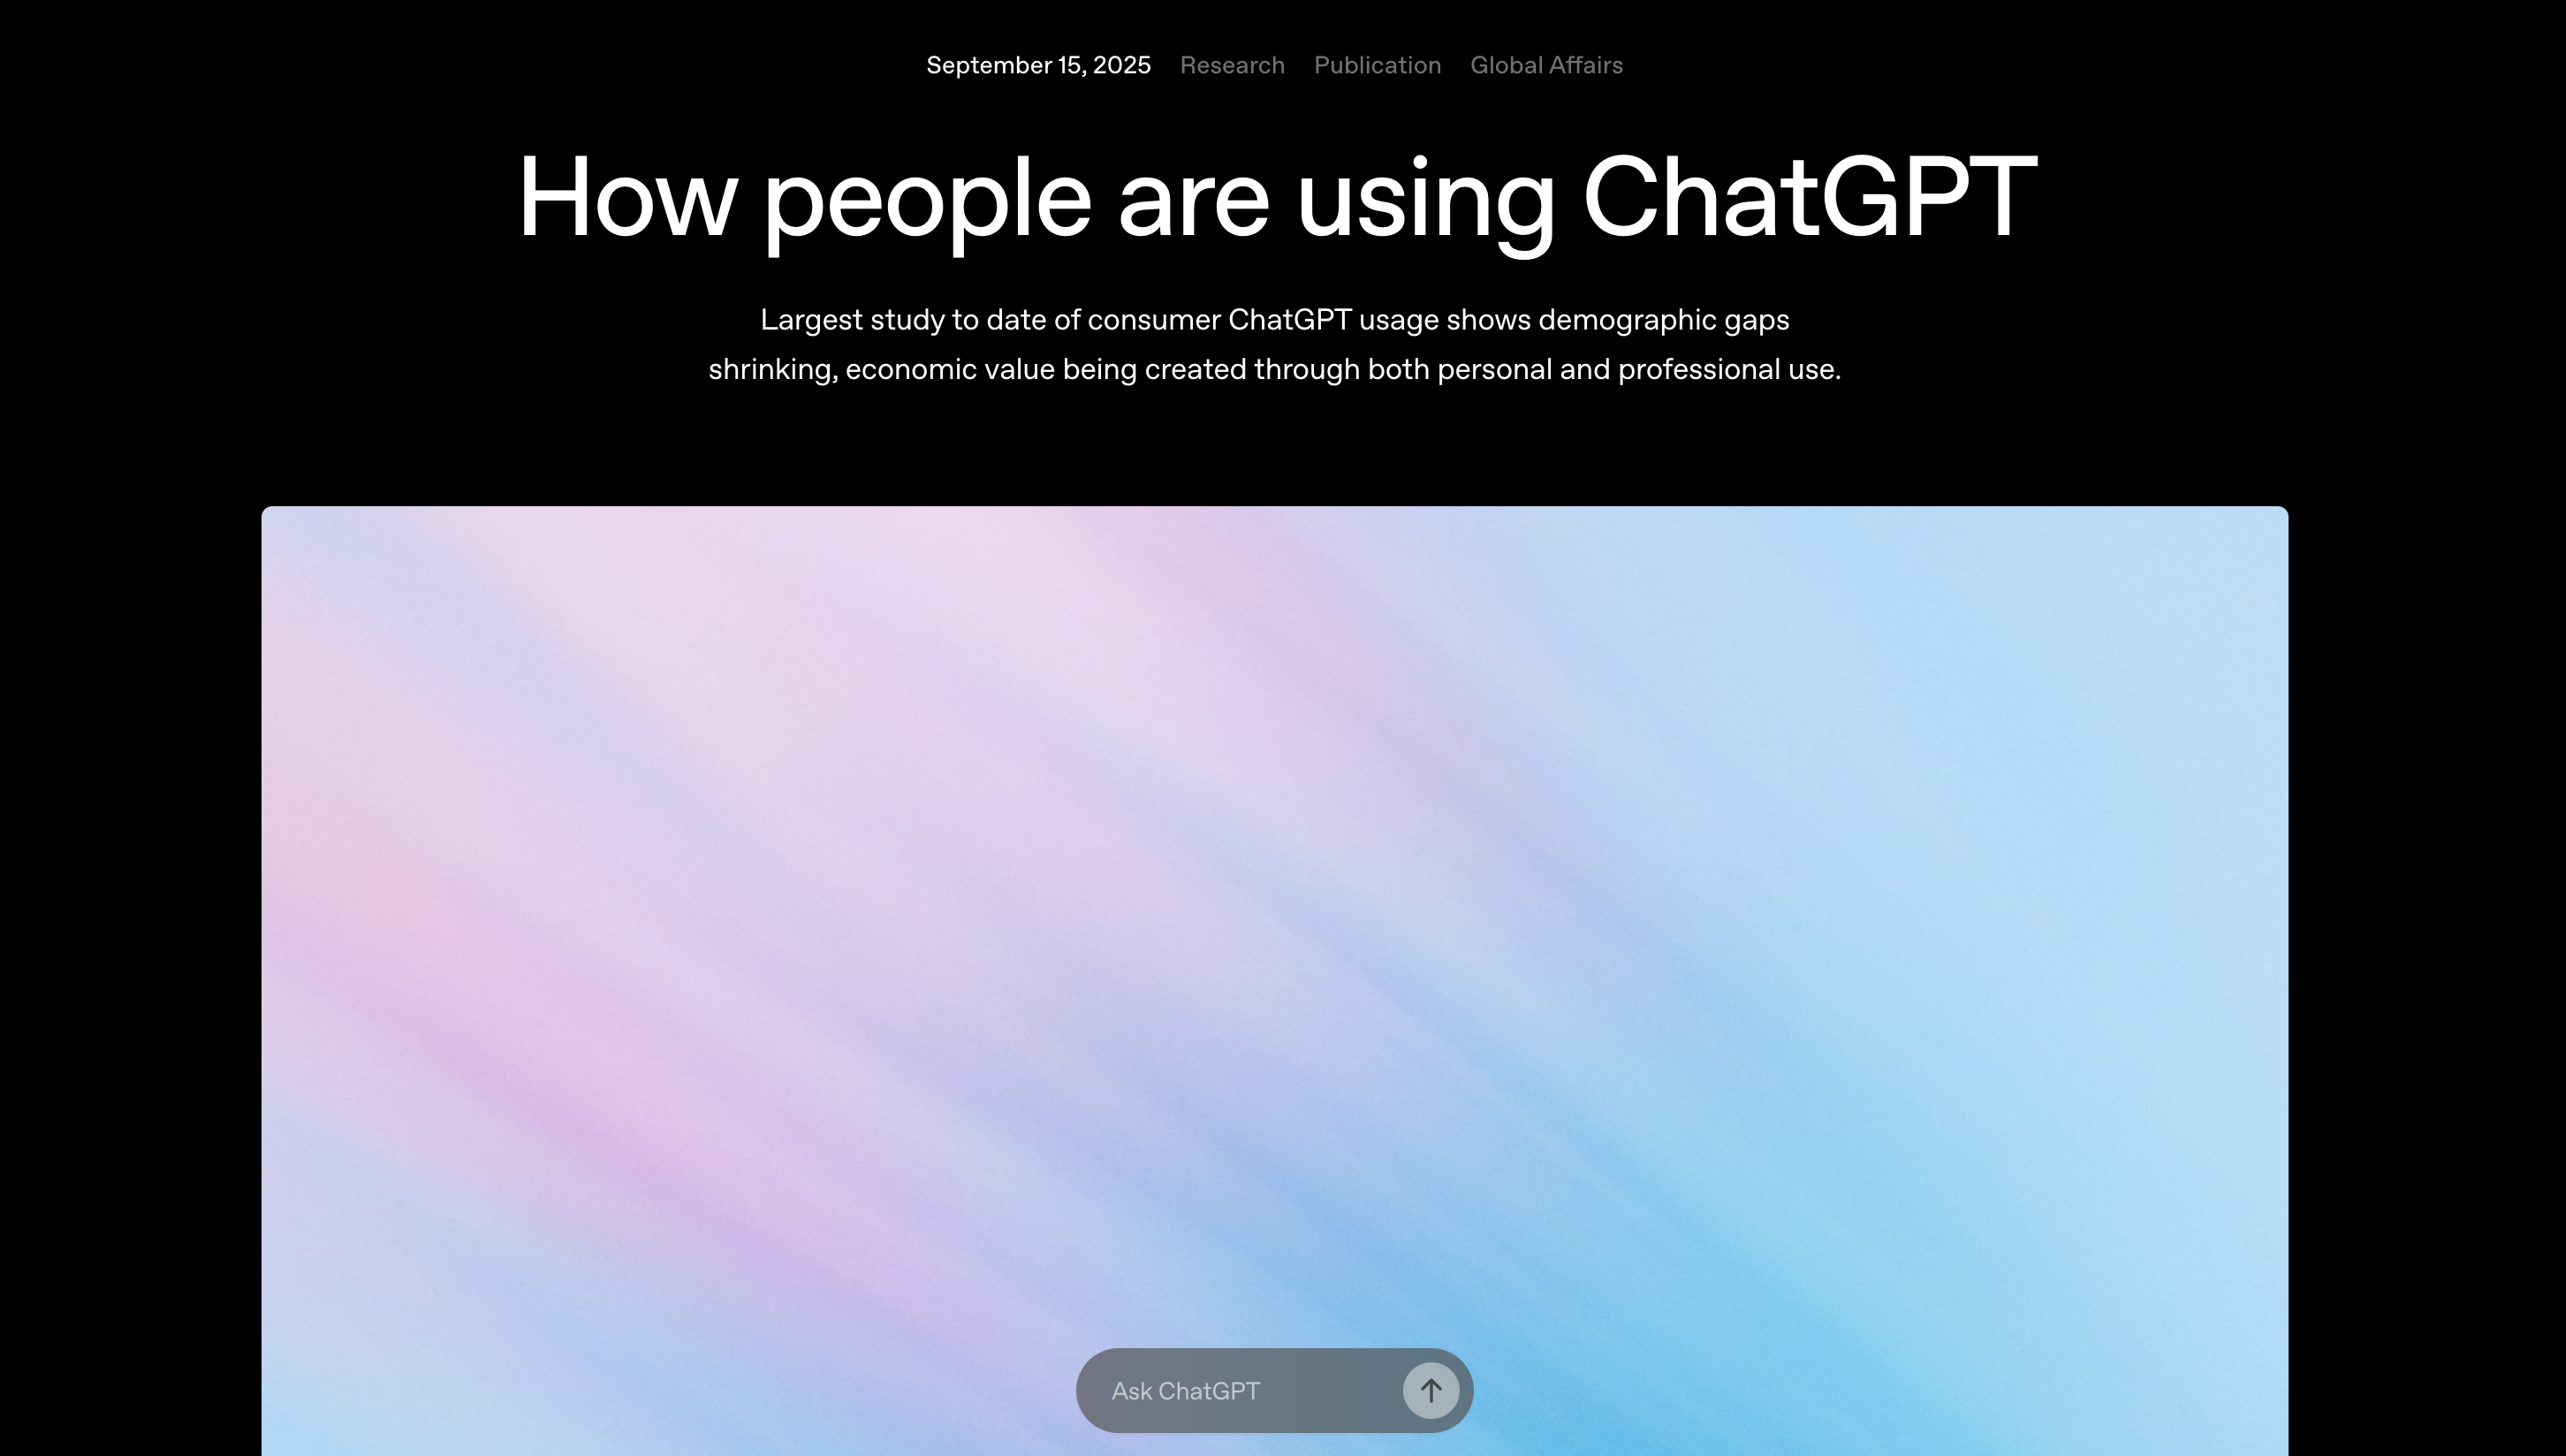 September 15, 2025 Research Publication Global Affairs
How people are using ChatGPT
Largest study to date of consumer ChatGPT usage shows demographic gaps
shrinking, economic value being created through both personal and professional use.
Ask ChatGPT